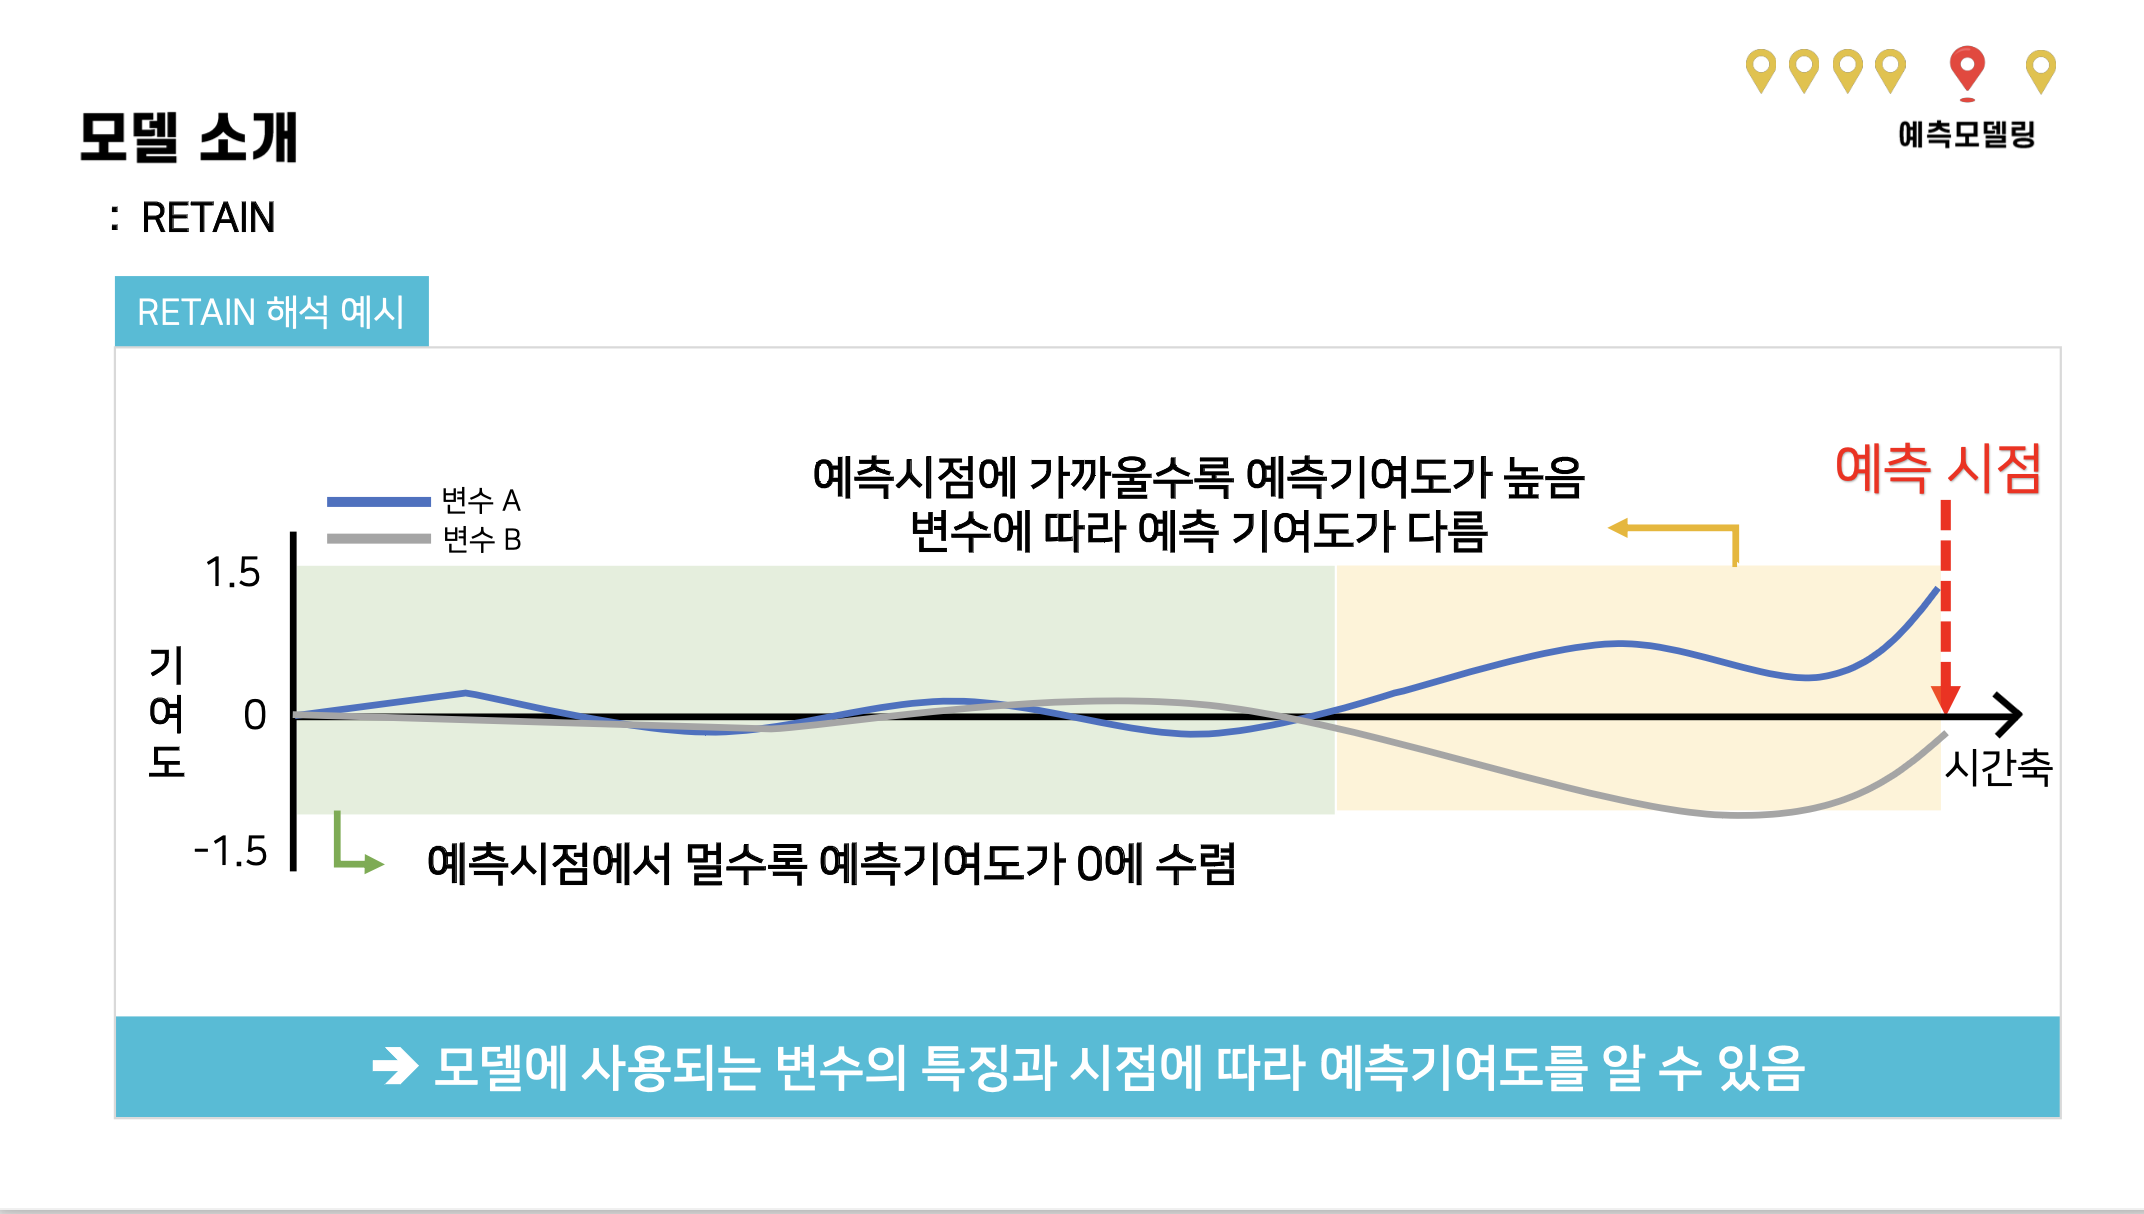 예측모델링
모델 소개
: RETAIN
RETAIN 해석 예시
예측시점에 가까울수록 예측기여도가 높음
변수에 따라 예측 기여도가 다름
예측 시점
변수 A
변수 B
1.5
0
-1.5
기
여
도
시간축
예측시점에서 멀수록 예측기여도가 0에 수렴
➔ 모델에 사용되는 변수의 특징과 시점에 따라 예측기여도를 알 수 있음